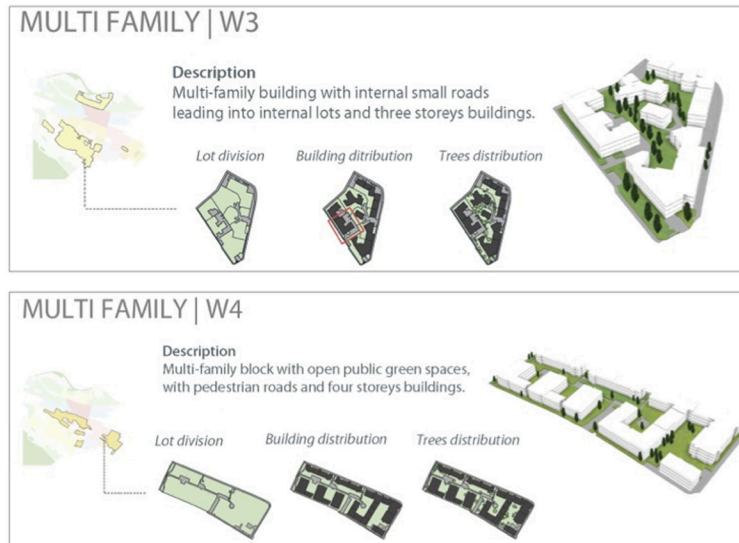 MULTI FAMILY | W3
Description
Multi-family building with internal small roads
leading into internal lots and three storeys buildings.
Lot division
Building ditribution
Trees distribution
MULTI FAMILY | W4
Description
Multi-family block with open public green spaces,
with pedestrian roads and four storeys buildings.
Lot division
Building distribution
Trees distribution